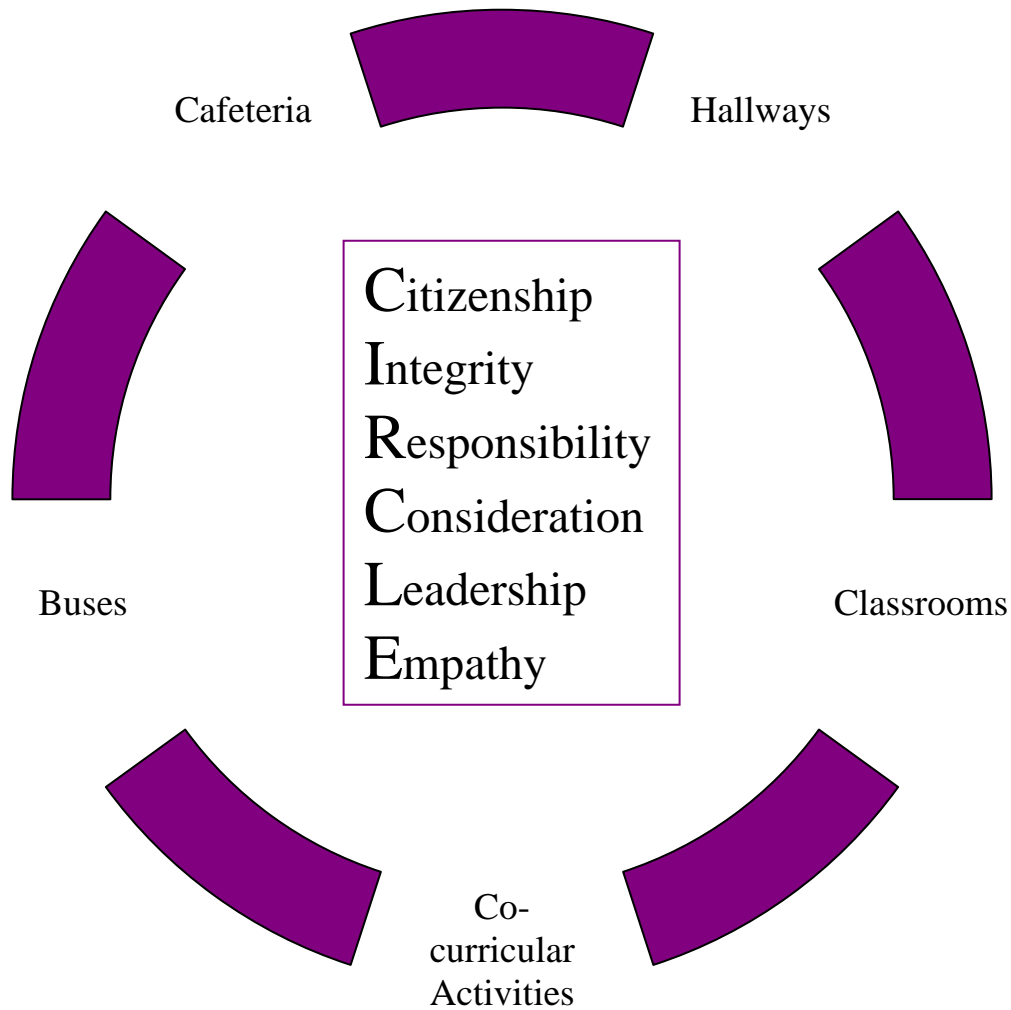 Cafeteria
Hallways
Citizenship
Integrity
Responsibility
Consideration
Leadership
Empathy
Buses
Classrooms
Co-
curricular
Activities